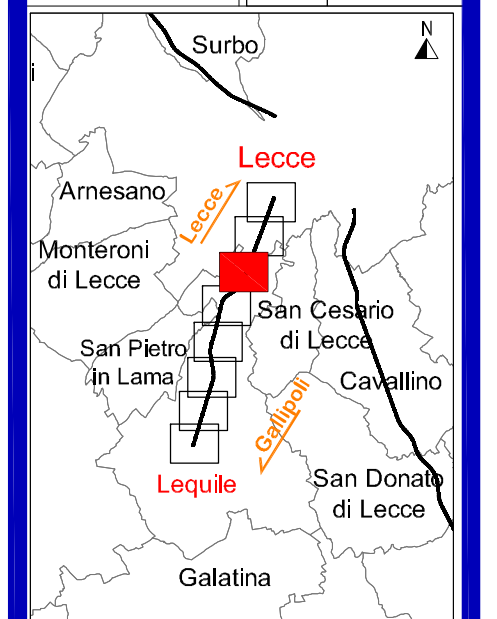 N
Surbo
i
Lecce
Arnesano
Lecce
Monteroni
di Lecce
San Cesario
di Lecce
San Pietro
in Lama
Cavallino
Gallipoli
Lequile
San Donato
di Lecce
Galatina